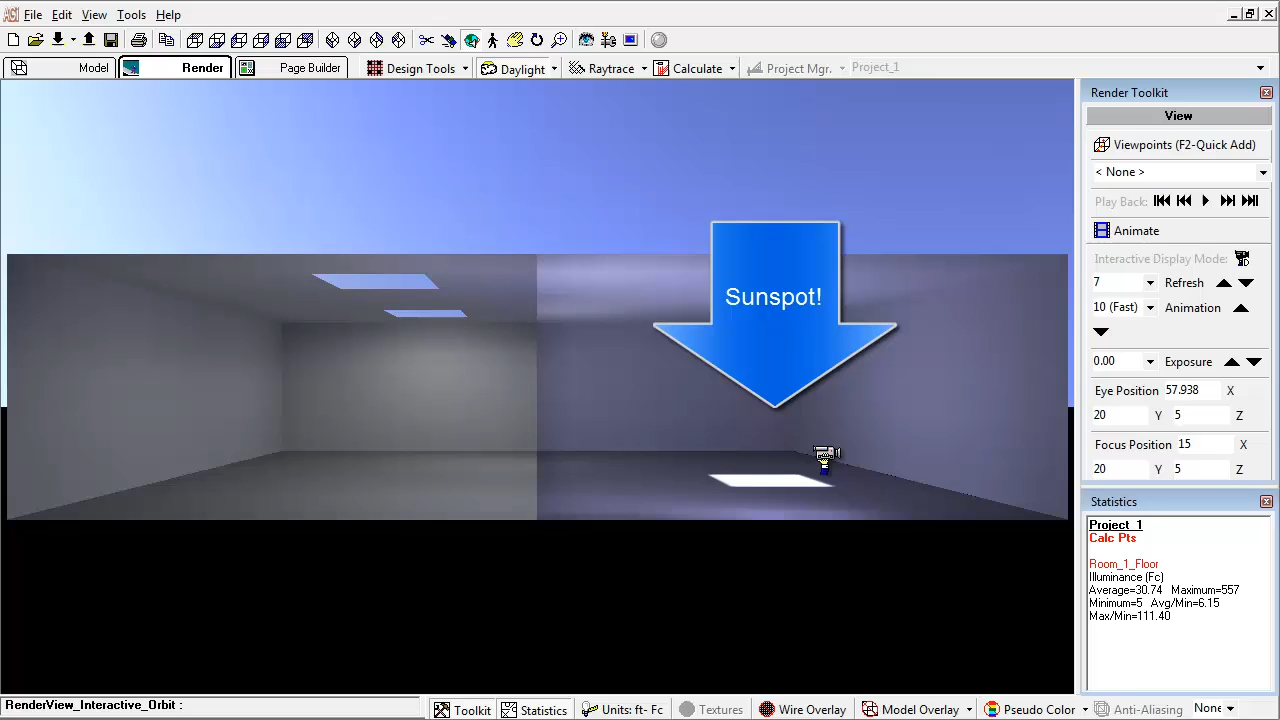 AGI File Edit View Tools Help
Model Render Page Builder Design Tools Daylight Raytrace Calculate Project Mgr. Project_1
Render Toolkit
View
Viewpoints (F2-Quick Add)
< None >
Play Back:
Animate
Interactive Display Mode:
7 Refresh
10 (Fast) Animation
0.00 Exposure
Eye Position 57.938 X
20 Y 5 Z
Focus Position 15 X
20 Y 5 Z
Sunspot!
Statistics
Project_1
Calc Pts
Room_1_Floor
Illuminance (Fc)
Average=30.74 Maximum=557
Minimum=5 Avg/Min=6.15
Max/Min=111.40
RenderView_Interactive_Orbit :
Toolkit Statistics Units: ft- Fc Textures Wire Overlay Model Overlay Pseudo Color Anti-Aliasing None